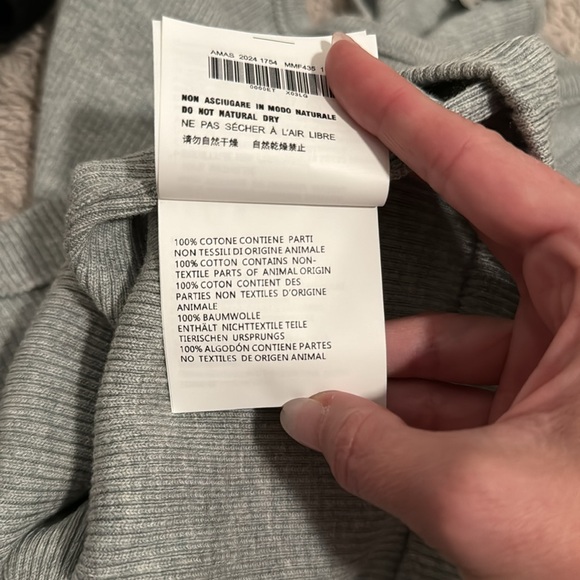 AMAS 2024 1754 MMF435
NON ASCIUGARE IN MODO NATURALE
DO NOT NATURAL DRY
NE PAS SÉCHER À L'AIR LIBRE
请勿自然干燥 自然乾燥禁止
100% COTONE CONTIENE PARTI
NON TESSILI DI ORIGINE ANIMALE
100% COTTON CONTAINS NON-
TEXTILE PARTS OF ANIMAL ORIGIN
100% COTON CONTIENT DES
PARTIES NON TEXTILES D'ORIGINE
ANIMALE
100% BAUMWOLLE
ENTHÄLT NICHTTEXTILE TEILE
TIERISCHEN URSPRUNGS
100% ALGODÓN CONTIENE PARTES
NO TEXTILES DE ORIGEN ANIMAL